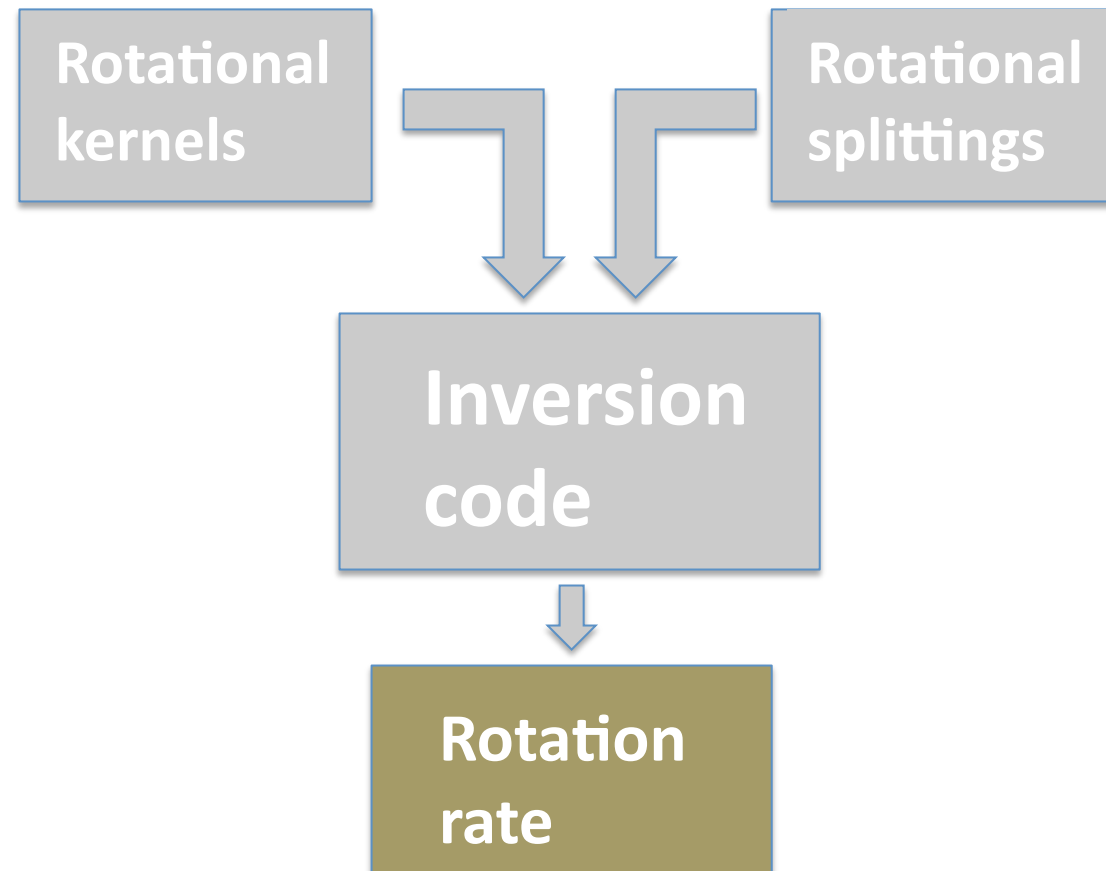 Rotational
kernels
Rotational
splittings
Inversion
code
Rotation
rate